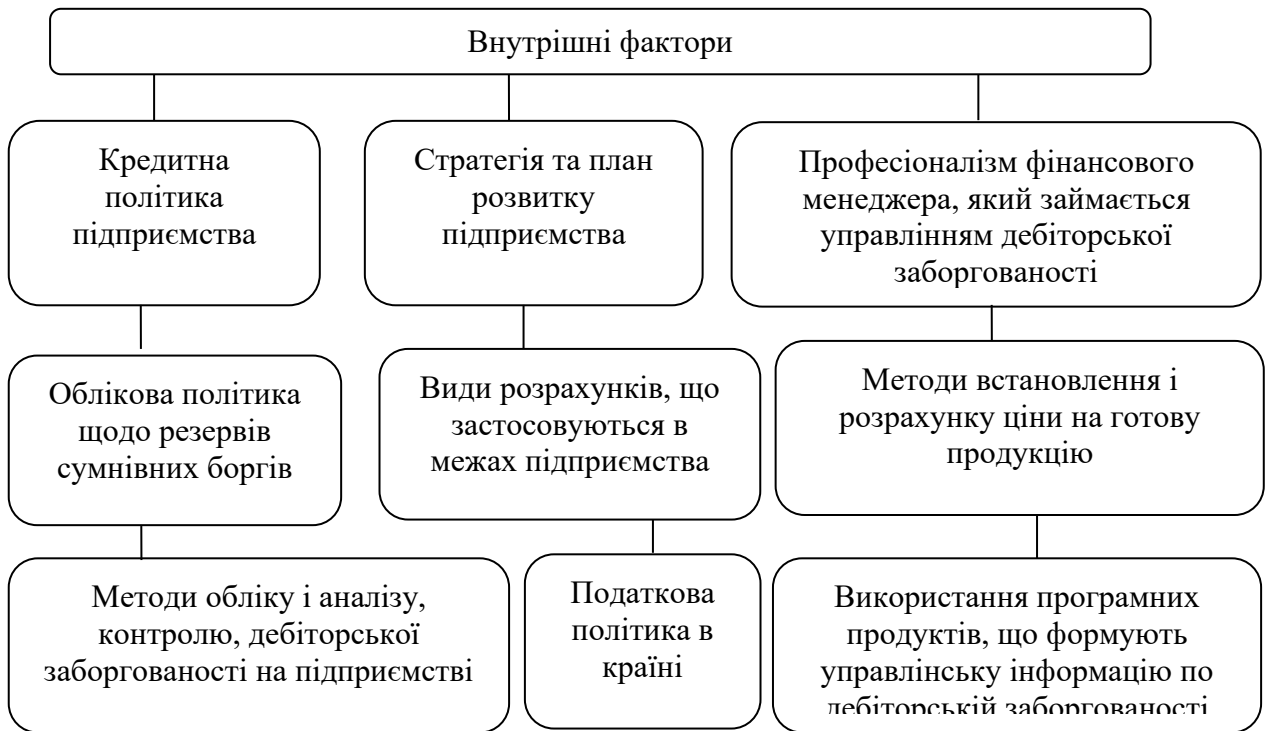 Внутрішні фактори
Кредитна
політика
підприємства
Стратегія та план
розвитку
підприємства
Професіоналізм фінансового
менеджера, який займається
управлінням дебіторської
заборгованості
Облікова політика
щодо резервів
сумнівних боргів
Види розрахунків, що
застосовуються в
межах підприємства
Методи встановлення і
розрахунку ціни на готову
продукцію
Методи обліку і аналізу,
контролю, дебіторської
заборгованості на підприємстві
Податкова
політика в
країні
Використання програмних
продуктів, що формують
управлінську інформацію по
дебіторській заборгованості